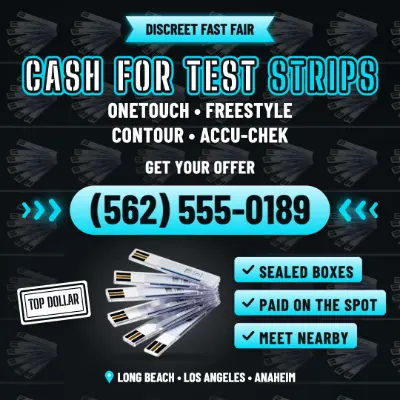 DISCREET FAST FAIR
CASH FOR TEST STRIPS
ONETOUCH • FREESTYLE
CONTOUR • ACCU-CHEK
GET YOUR OFFER
(562) 555-0189
TOP DOLLAR
SEALED BOXES
PAID ON THE SPOT
MEET NEARBY
LONG BEACH • LOS ANGELES • ANAHEIM